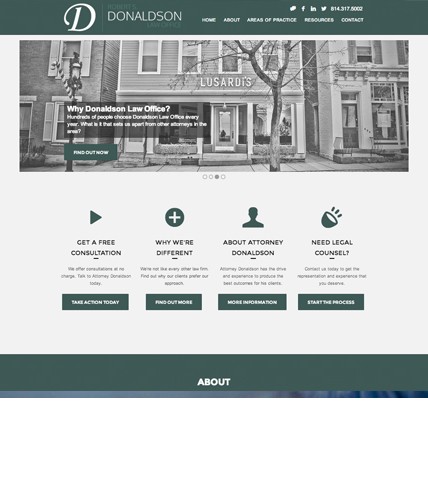 D
DONALDSON
LAW OFFICE
814.317.5002
HOME ABOUT AREAS OF PRACTICE RESOURCES CONTACT
LUSARDI'S
Why Donaldson Law Office?
Hundreds of people choose Donaldson Law Office every
year. What is it that sets us apart from other attorneys in the
area?
FIND OUT NOW
GET A FREE
CONSULTATION
We offer consultations at no
charge. Talk to Attorney Donaldson
today.
TAKE ACTION TODAY
WHY WE'RE
DIFFERENT
We're not like every other law firm.
Find out why our clients prefer our
approach.
FIND OUT MORE
ABOUT ATTORNEY
DONALDSON
Attorney Donaldson has the drive
and experience to produce the
best outcomes for his clients.
MORE INFORMATION
NEED LEGAL
COUNSEL?
Contact us today to get the
representation and experience that
you deserve.
START THE PROCESS
ABOUT